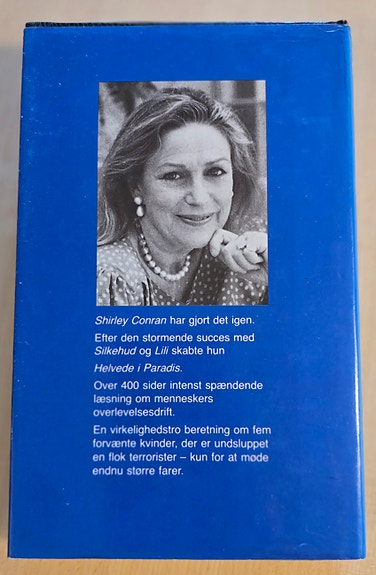 Shirley Conran har gjort det igen.
Efter den stormende succes med
Silkehud og Lili skabte hun
Helvede i Paradis.
Over 400 sider intenst spændende
læsning om menneskers
overlevelsesdrift.
En virkelighedstro beretning om fem
forvænte kvinder, der er undsluppet
en flok terrorister – kun for at møde
endnu større farer.